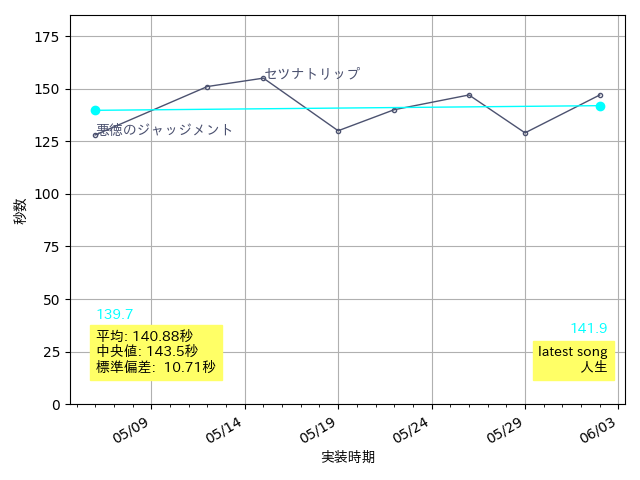 175
150
125
100
75
50
25
0
秒数
セツナトリップ
悪徳のジャッジメント
139.7
平均: 140.88秒
中央値: 143.5秒
標準偏差: 10.71秒
141.9
latest song
人生
05/09
05/14
05/19
05/24
05/29
06/03
実装時期